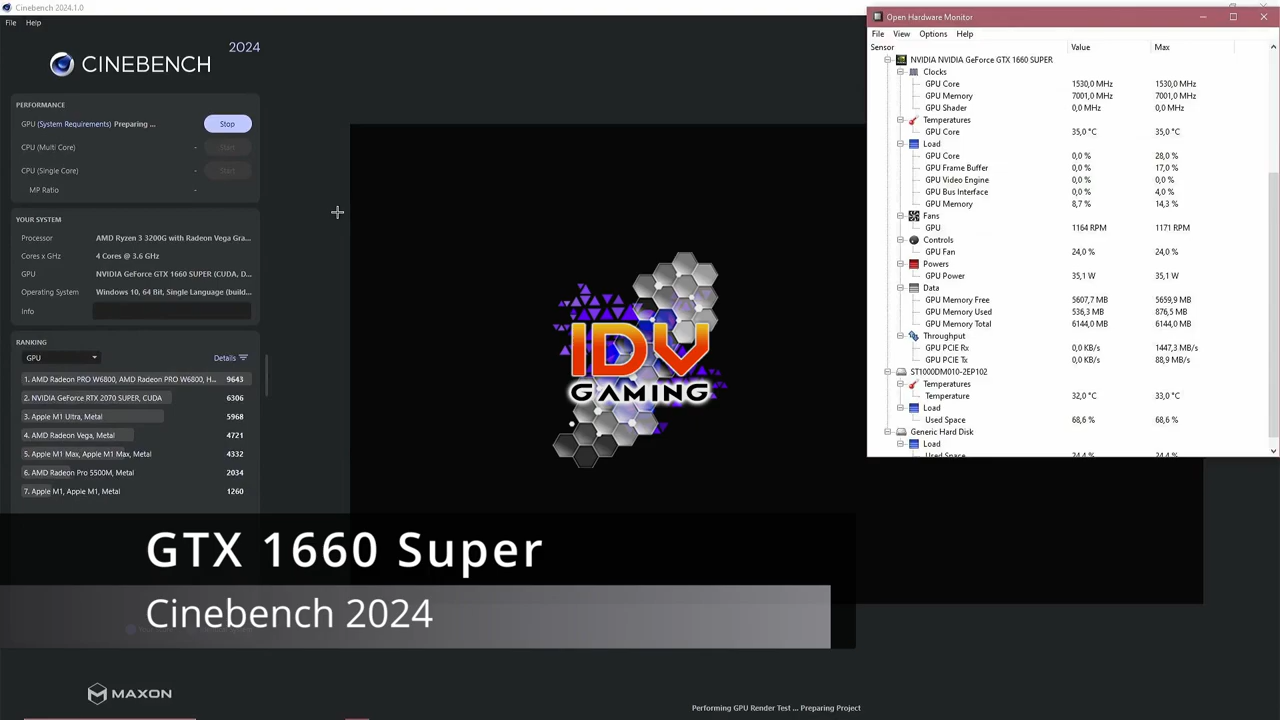 Cinebench 2024.1.0
File Help
CINEBENCH 2024
PERFORMANCE
GPU (System Requirements) Preparing ... Stop
CPU (Multi Core) - Start
CPU (Single Core) - Start
MP Ratio -
YOUR SYSTEM
Processor AMD Ryzen 3 3200G with Radeon Vega Gra...
Cores x GHz 4 Cores @ 3.6 GHz
GPU NVIDIA GeForce GTX 1660 SUPER (CUDA, D...
Operating System Windows 10, 64 Bit, Single Language (build...
Info
RANKING
GPU Details
1. AMD Radeon PRO W6800, AMD Radeon PRO W6800, H... 9643
2. NVIDIA GeForce RTX 2070 SUPER, CUDA 6306
3. Apple M1 Ultra, Metal 5968
4. AMD Radeon Vega, Metal 4721
5. Apple M1 Max, Apple M1 Max, Metal 4332
6. AMD Radeon Pro 5500M, Metal 2034
7. Apple M1, Apple M1, Metal 1260
IDV
GAMING
Open Hardware Monitor
File View Options Help
Sensor Value Max
NVIDIA NVIDIA GeForce GTX 1660 SUPER
Clocks
GPU Core 1530,0 MHz 1530,0 MHz
GPU Memory 7001,0 MHz 7001,0 MHz
GPU Shader 0,0 MHz 0,0 MHz
Temperatures
GPU Core 35,0 °C 35,0 °C
Load
GPU Core 0,0 % 28,0 %
GPU Frame Buffer 0,0 % 17,0 %
GPU Video Engine 0,0 % 0,0 %
GPU Bus Interface 0,0 % 4,0 %
GPU Memory 8,7 % 14,3 %
Fans
GPU 1164 RPM 1171 RPM
Controls
GPU Fan 24,0 % 24,0 %
Powers
GPU Power 35,1 W 35,1 W
Data
GPU Memory Free 5607,7 MB 5659,9 MB
GPU Memory Used 536,3 MB 876,5 MB
GPU Memory Total 6144,0 MB 6144,0 MB
Throughput
GPU PCIE Rx 0,0 KB/s 1447,3 MB/s
GPU PCIE Tx 0,0 KB/s 88,9 MB/s
ST1000DM010-2EP102
Temperatures
Temperature 32,0 °C 33,0 °C
Load
Used Space 68,6 % 68,6 %
Generic Hard Disk
Load
Used Space 24,4 % 24,4 %
GTX 1660 Super
Cinebench 2024
MAXON
Performing GPU Render Test ... Preparing Project